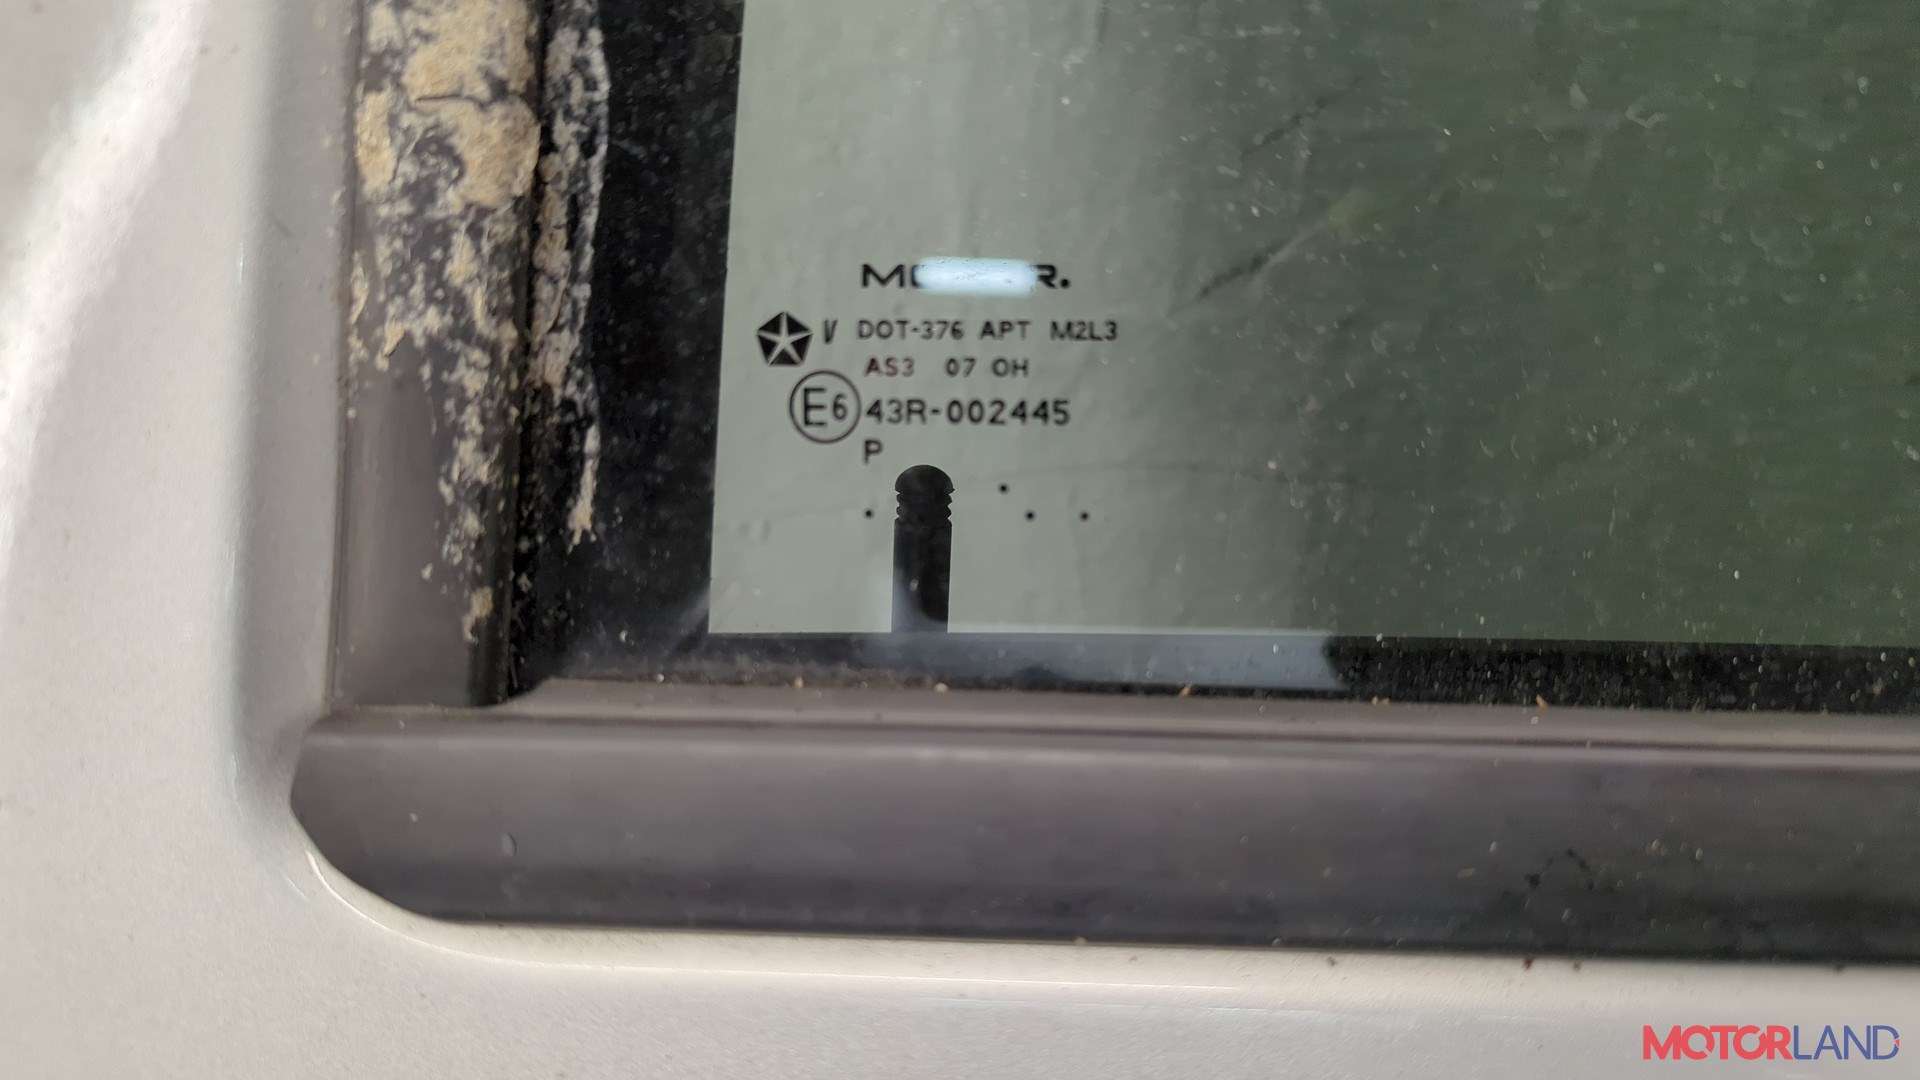 DOT-376 APT M2L3
AS3 07 OH
E6 43R-002445
P
MOTORLAND